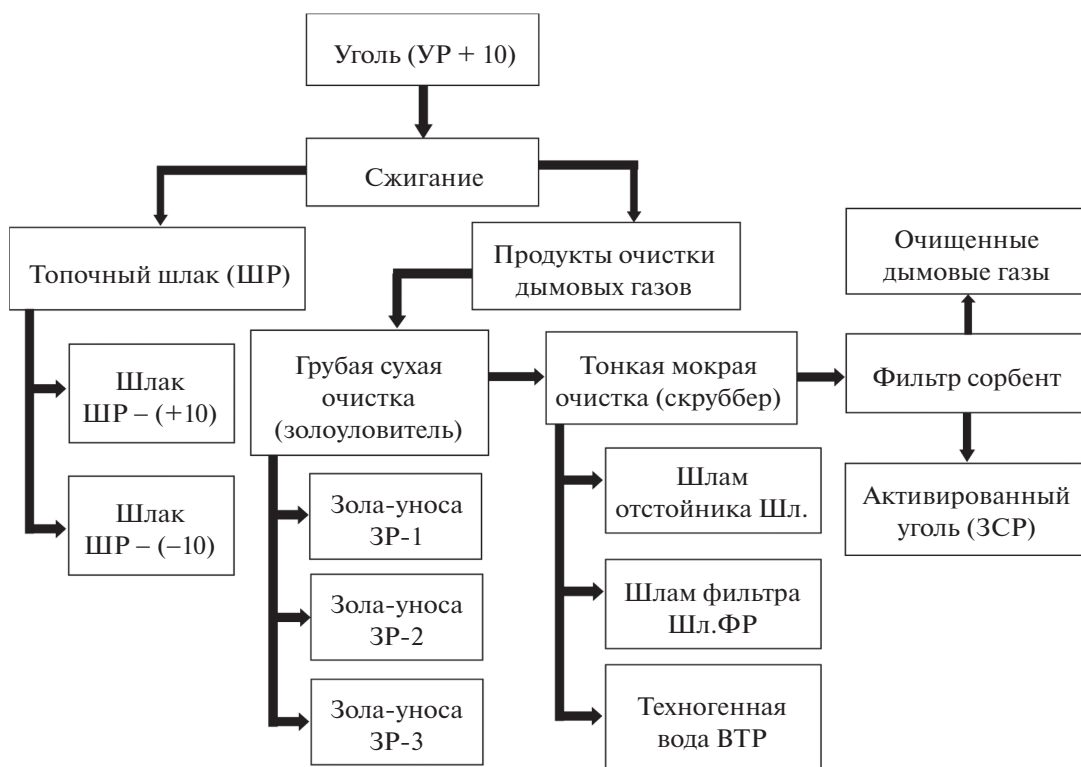 Уголь (УР + 10)
Сжигание
Топочный шлак (ШР)
Шлак
ШР – (+10)
Шлак
ШР – (–10)
Продукты очистки
дымовых газов
Грубая сухая
очистка
(золоуловитель)
Зола-уноса
ЗР-1
Зола-уноса
ЗР-2
Зола-уноса
ЗР-3
Тонкая мокрая
очистка (скруббер)
Шлам
отстойника Шл.
Шлам фильтра
Шл.ФР
Техногенная
вода ВТР
Очищенные
дымовые газы
Фильтр сорбент
Активированный
уголь (ЗСР)